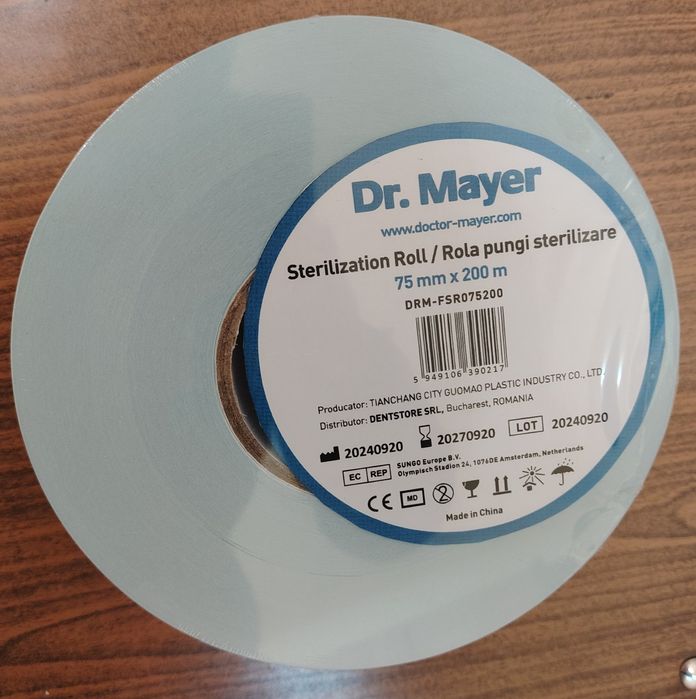 Dr. Mayer
www.doctor-mayer.com
Sterilization Roll / Rola pungi sterilizare
75 mm x 200 m
DRM-FSR075200
5 949106 390217
Producator: TIANCHANG CITY GUOMAO PLASTIC INDUSTRY CO., LTD.
Distributor: DENTSTORE SRL, Bucharest, ROMANIA
20240920 20270920 LOT 20240920
EC REP SUNGO Europe B.V.
Olympisch Stadion 24, 1076DE Amsterdam, Netherlands
CE MD 2
Made in China